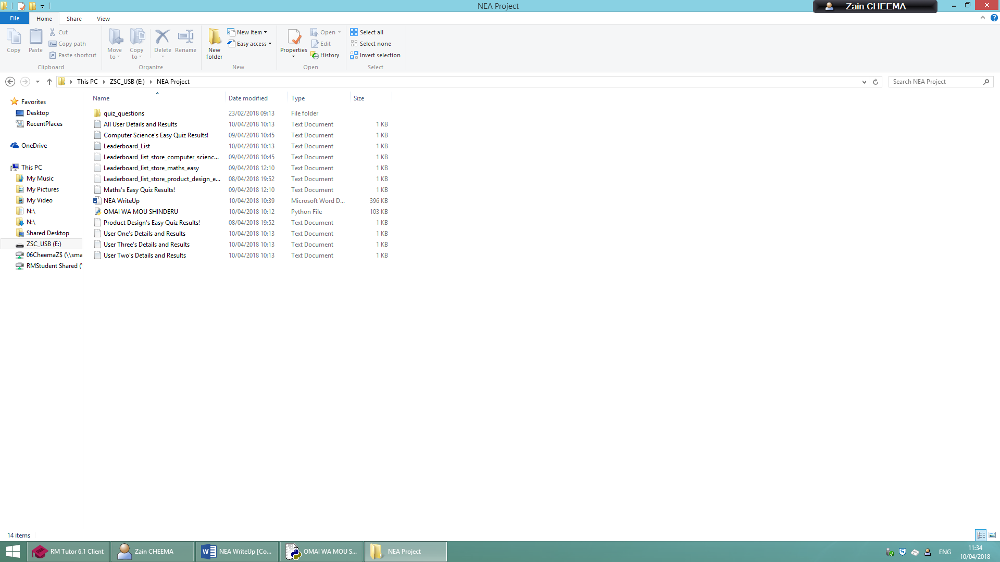 NEA Project
Zain CHEEMA
File Home Share View
Copy
Paste
Cut
Copy path
Paste shortcut
Clipboard
Move to
Copy to
Delete
Rename
Organize
New folder
New item
Easy access
New
Properties
Open
Edit
History
Open
Select all
Select none
Invert selection
Select
This PC ZSC_USB (E:) NEA Project
Search NEA Project
Favorites
Desktop
RecentPlaces
OneDrive
This PC
My Music
My Pictures
My Video
N:\
N:\
Shared Desktop
ZSC_USB (E:)
06CheemaZ$ (\\sma
RMStudent Shared (\
Name Date modified Type Size
quiz_questions 23/02/2018 09:13 File folder
All User Details and Results 10/04/2018 10:13 Text Document 1 KB
Computer Science's Easy Quiz Results! 09/04/2018 10:45 Text Document 1 KB
Leaderboard_List 10/04/2018 10:13 Text Document 1 KB
Leaderboard_list_store_computer_scienc... 09/04/2018 10:45 Text Document 1 KB
Leaderboard_list_store_maths_easy 09/04/2018 12:10 Text Document 1 KB
Leaderboard_list_store_product_design_e... 08/04/2018 19:52 Text Document 1 KB
Maths's Easy Quiz Results! 09/04/2018 12:10 Text Document 1 KB
NEA WriteUp 10/04/2018 10:39 Microsoft Word D... 396 KB
OMAI WA MOU SHINDERU 10/04/2018 10:12 Python File 103 KB
Product Design's Easy Quiz Results! 08/04/2018 19:52 Text Document 1 KB
User One's Details and Results 10/04/2018 10:13 Text Document 1 KB
User Three's Details and Results 10/04/2018 10:13 Text Document 1 KB
User Two's Details and Results 10/04/2018 10:13 Text Document 1 KB
14 items
RM
RM Tutor 6.1 Client
Zain CHEEMA
NEA WriteUp [Co...
OMAI WA MOU S...
NEA Project
ENG
11:34
10/04/2018